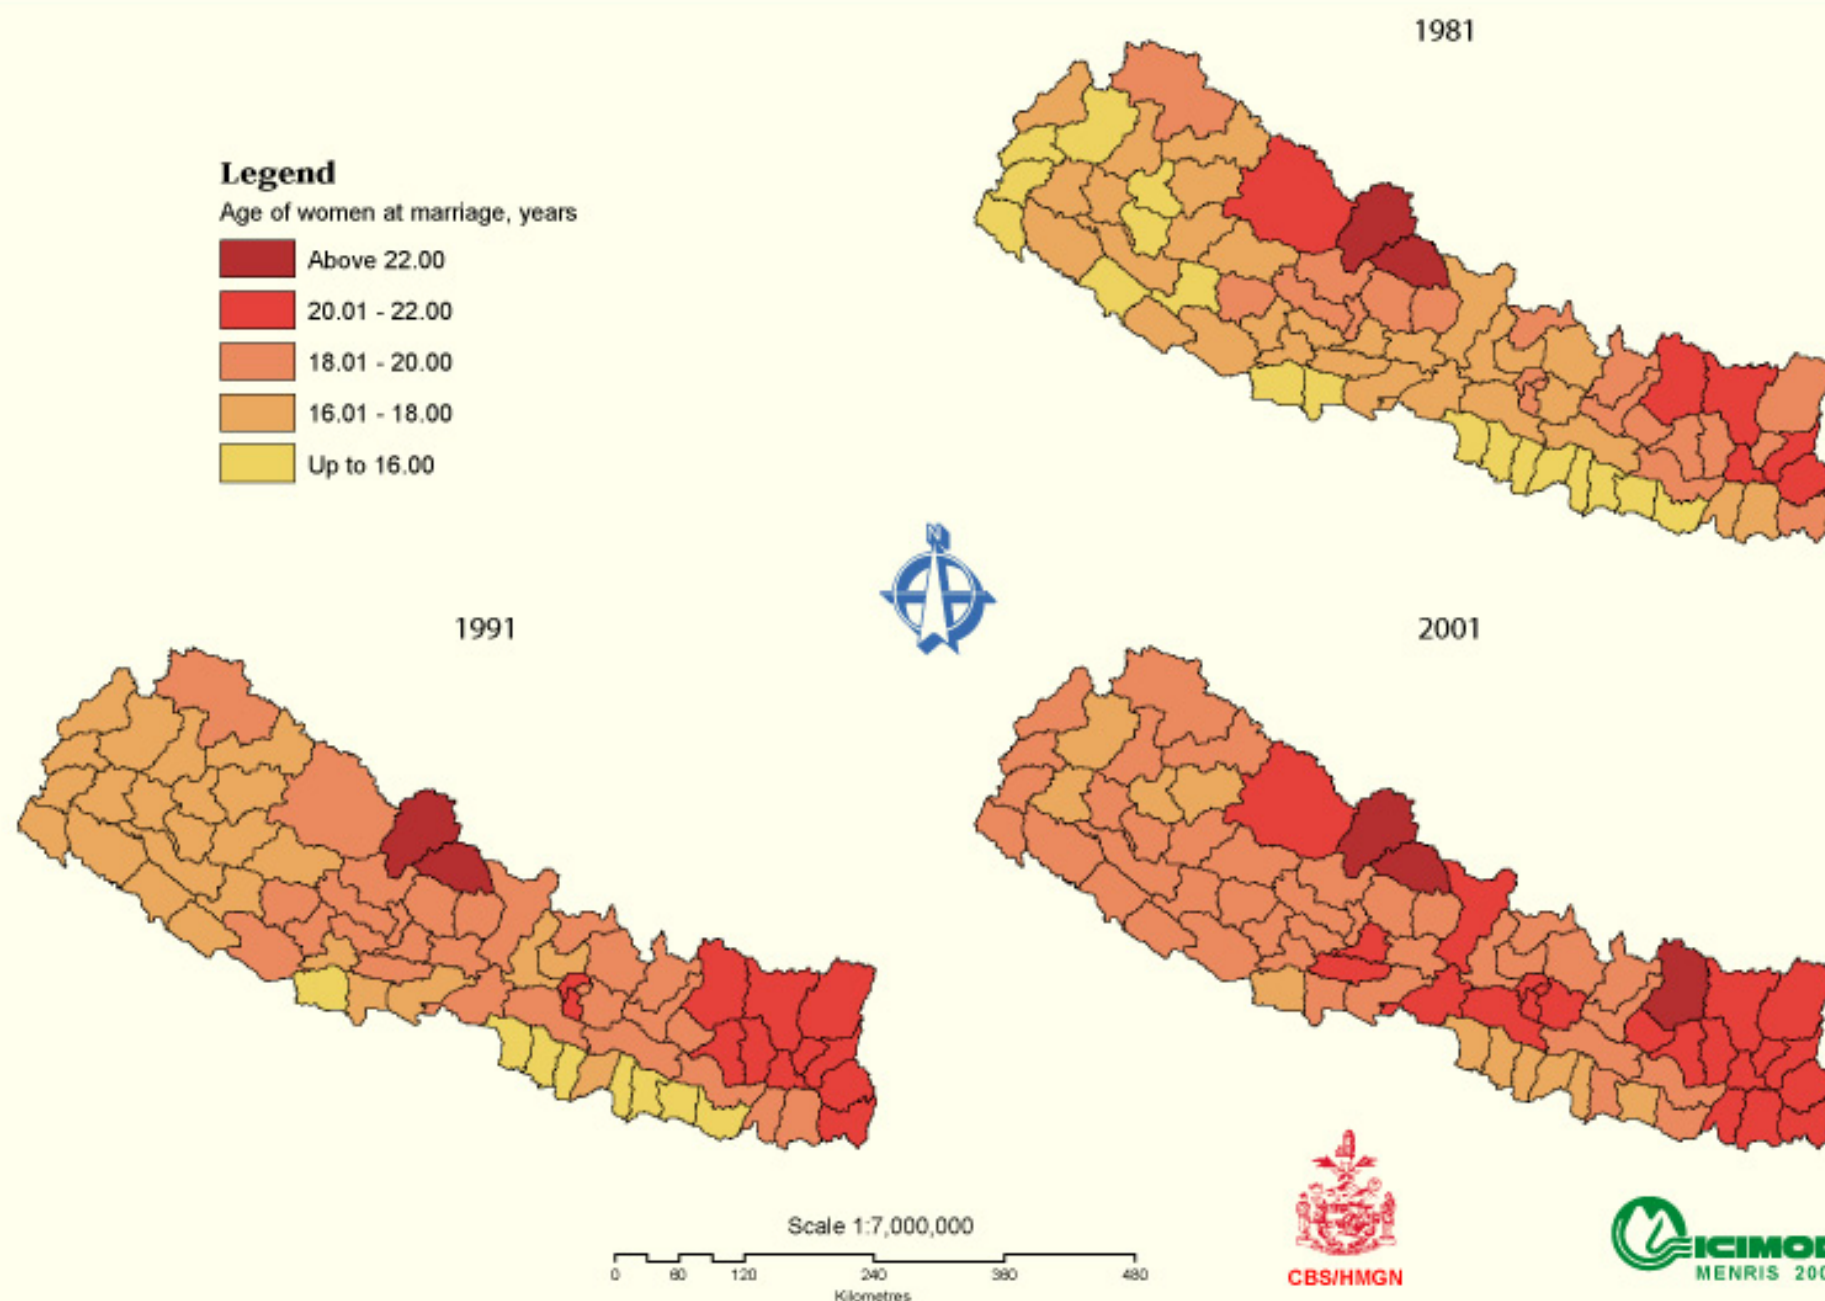 1981
Legend
Age of women at marriage, years
Above 22.00
20.01 - 22.00
18.01 - 20.00
16.01 - 18.00
Up to 16.00
N
1991
2001
Scale 1:7,000,000
0 60 120 240 360 480
Kilometres
CBS/HMGN
ICIMOD
MENRIS 200